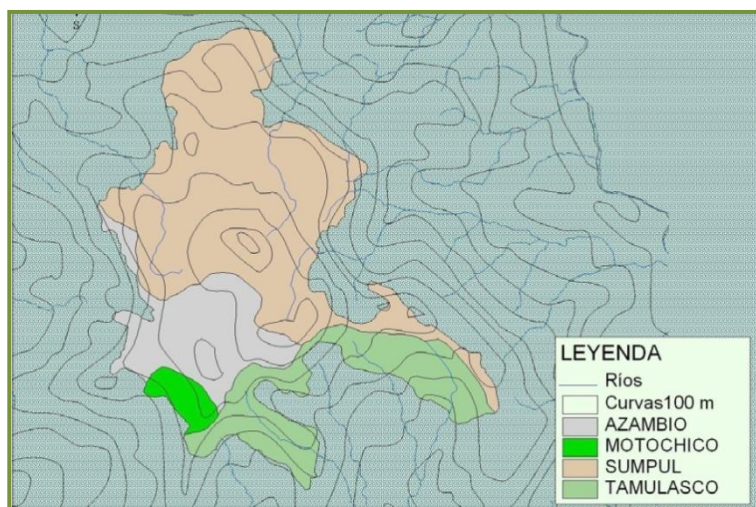 S
LEYENDA
Ríos
Curvas100 m
AZAMBIO
MOTOCHICO
SUMPUL
TAMULASCO